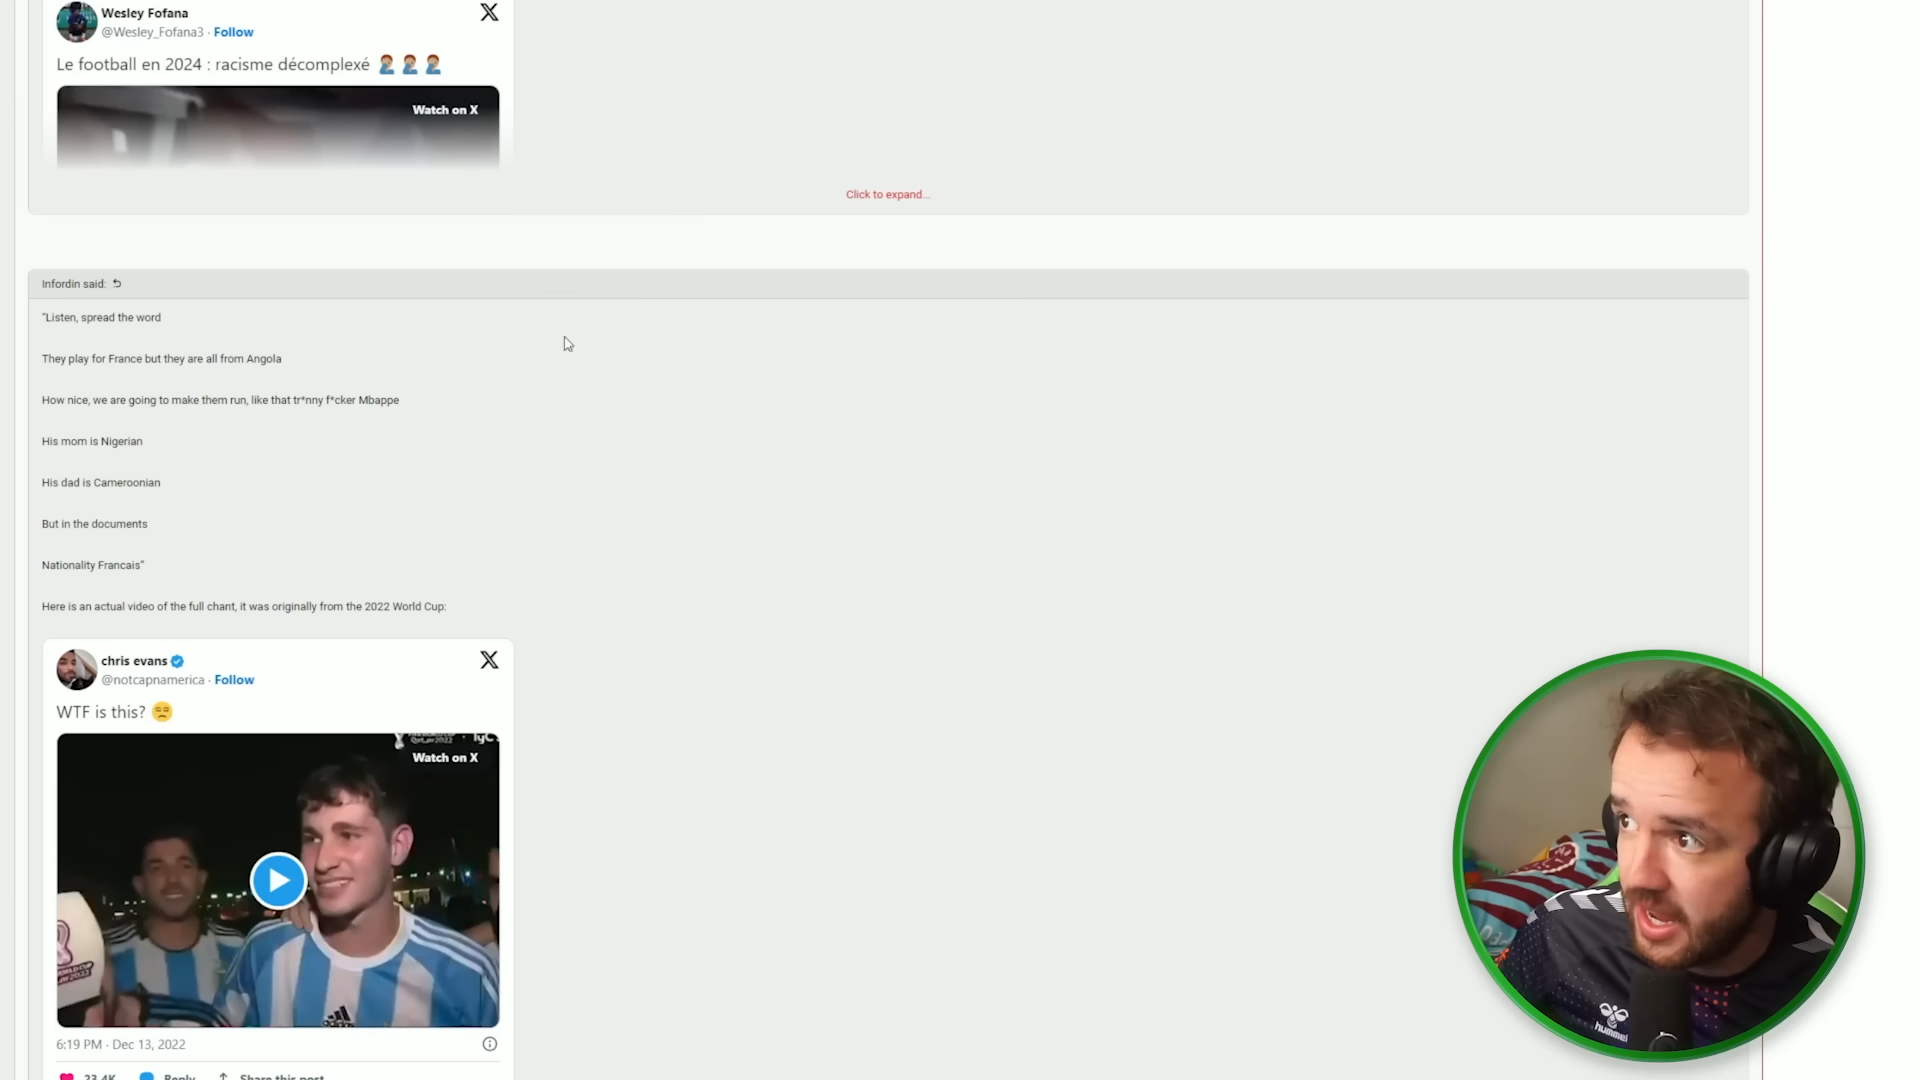 Wesley Fofana
@Wesley_Fofana3 · Follow
Le football en 2024 : racisme décomplexé 🤦🏽‍♂️🤦🏽‍♂️🤦🏽‍♂️
Watch on X
Click to expand...
Infordin said:
"Listen, spread the word
They play for France but they are all from Angola
How nice, we are going to make them run, like that tr*nny f*cker Mbappe
His mom is Nigerian
His dad is Cameroonian
But in the documents
Nationality Francais"
Here is an actual video of the full chant, it was originally from the 2022 World Cup:
chris evans
@notcapnamerica · Follow
WTF is this? 😒
Watch on X
6:19 PM · Dec 13, 2022
23.4K Reply Share this post
hummel